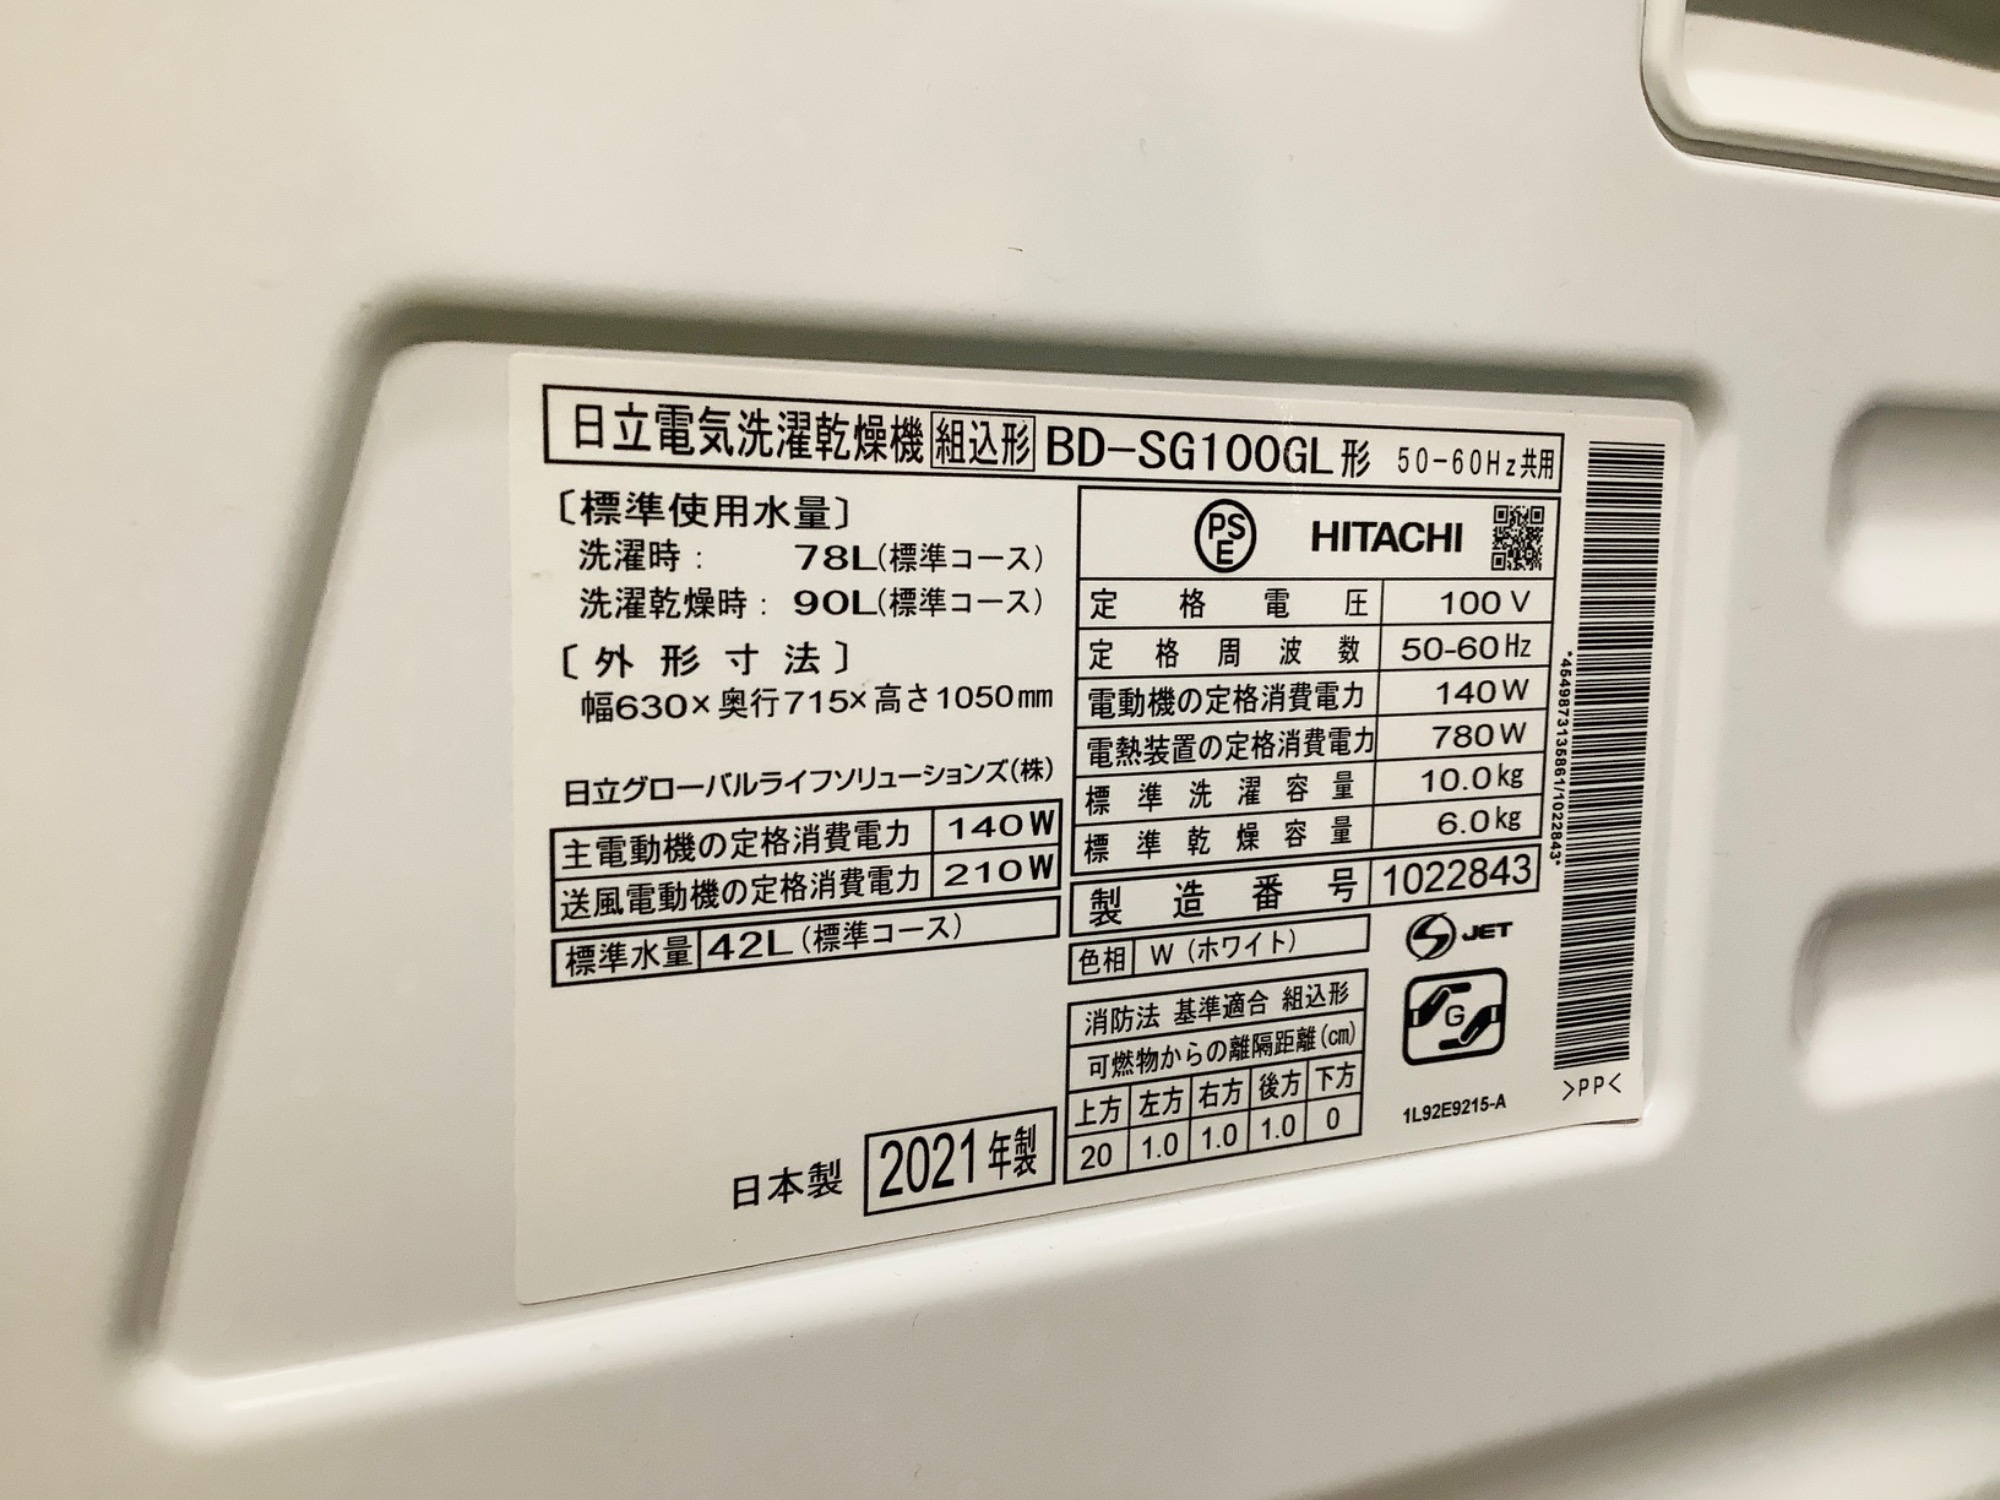 日立電気洗濯乾燥機 組込形 BD-SG100GL形 50-60Hz共用
〔標準使用水量〕
洗濯時: 78L(標準コース)
洗濯乾燥時: 90L(標準コース)
〔外形寸法〕
幅630×奥行715×高さ1050mm
日立グローバルライフソリューションズ(株)
主電動機の定格消費電力 140W
送風電動機の定格消費電力 210W
標準水量 42L(標準コース)
日本製 2021年製
PSE HITACHI
定格電圧 100V
定格周波数 50-60Hz
電動機の定格消費電力 140W
電熱装置の定格消費電力 780W
標準洗濯容量 10.0kg
標準乾燥容量 6.0kg
製造番号 1022843
色相 W(ホワイト)
消防法 基準適合 組込形
可燃物からの離隔距離(cm)
上方 左方 右方 後方 下方
20 1.0 1.0 1.0 0
S JET
G
1L92E9215-A
*4549873135861/1022843*
>PP<